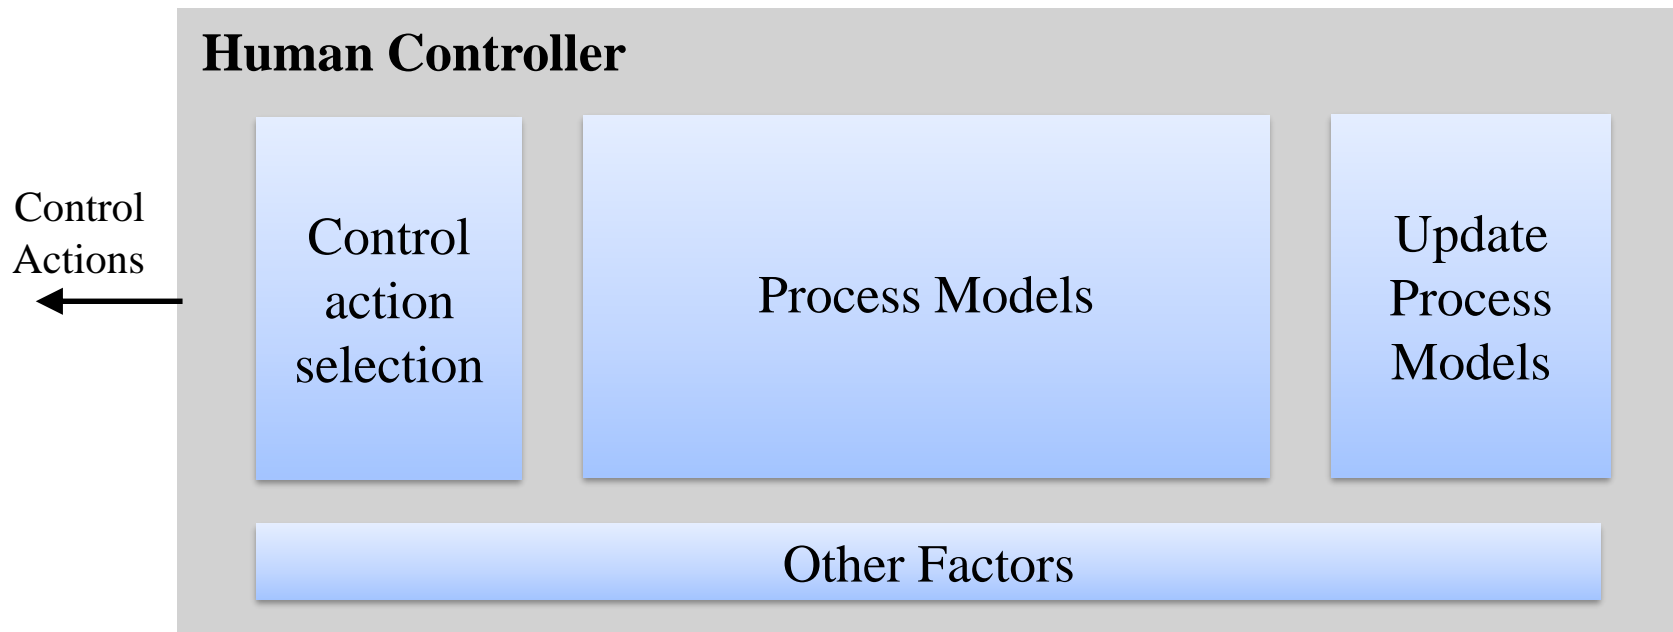 Human Controller
Control
Actions
Control
action
selection
Process Models
Update
Process
Models
Other Factors